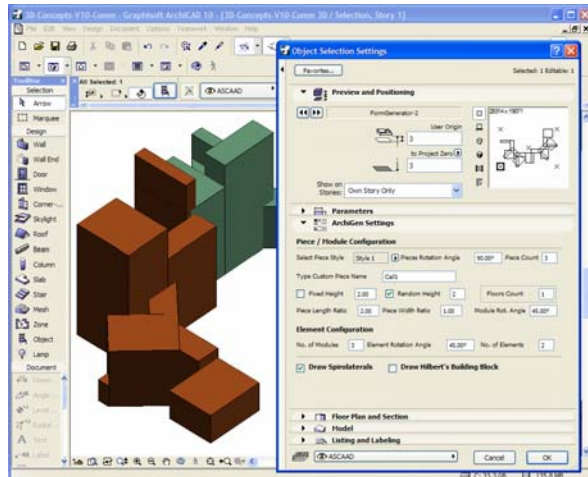 3D-Concepts-V10-Comm - Graphisoft ArchiCAD 10 - [3D-Concepts-V10-Comm 3D / Selection, Story 1]
File Edit View Design Document Options Teamwork Window Help
ToolBox
Selection
Arrow
Marquee
Design
Wall
Wall End
Door
Window
Corner-...
Skylight
Roof
Beam
Column
Slab
Stair
Mesh
Zone
Object
Lamp
Document
Angle
Level
Radial
Text
Label
All Selected: 1
ASCAAD
Object Selection Settings
Favorites...
Selected: 1 Editable: 1
Preview and Positioning
FormGenerator-2
User Origin
3
to Project Zero
3
Show on
Stories:
Own Story Only
Parameters
ArchiGen Settings
Piece / Module Configuration
Select Piece Style
Style 1
Pieces Rotation Angle
90.00°
Piece Count
3
Type Custom Piece Name
Call1
Fixed Height
2.00
Random Height
2
Floors Count
1
Piece Length Ratio
2.00
Piece Width Ratio
1.00
Module Rot. Angle
45.00°
Element Configuration
No. of Modules
3
Element Rotation Angle
45.00°
No. of Elements
2
Draw Spirolaterals
Draw Hilbert's Building Block
Floor Plan and Section
Model
Listing and Labeling
ASCAAD
Cancel
OK